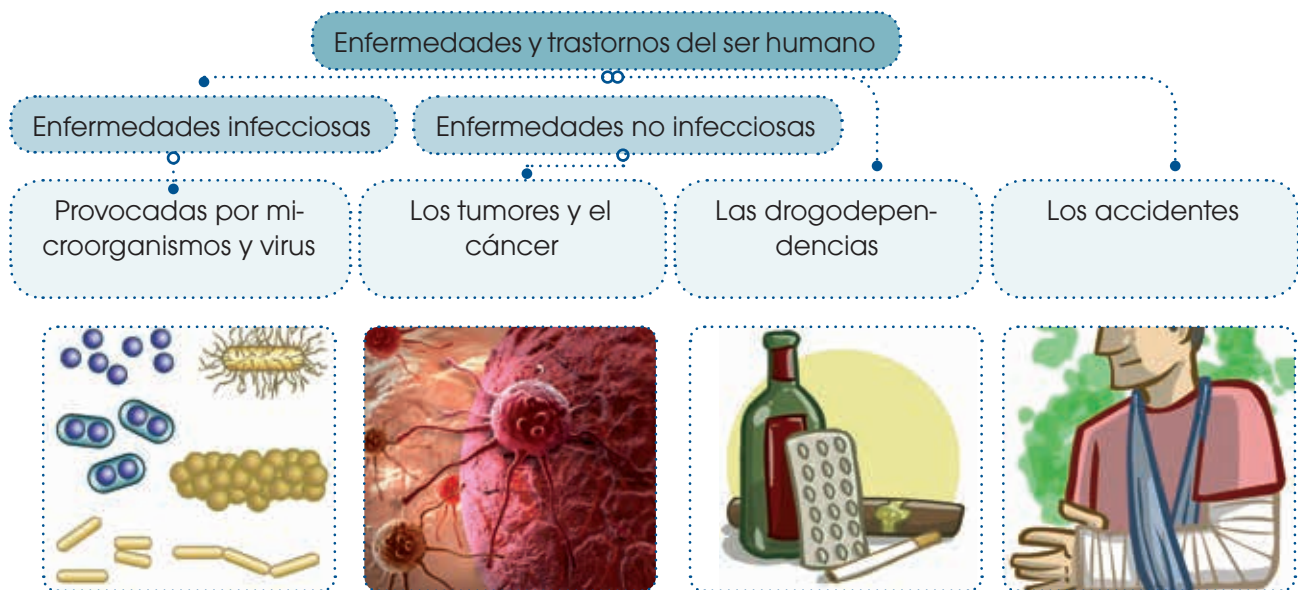 Enfermedades y trastornos del ser humano
Enfermedades infecciosas
Enfermedades no infecciosas
Provocadas por mi-
croorganismos y virus
Los tumores y el
cáncer
Las drogodepen-
dencias
Los accidentes